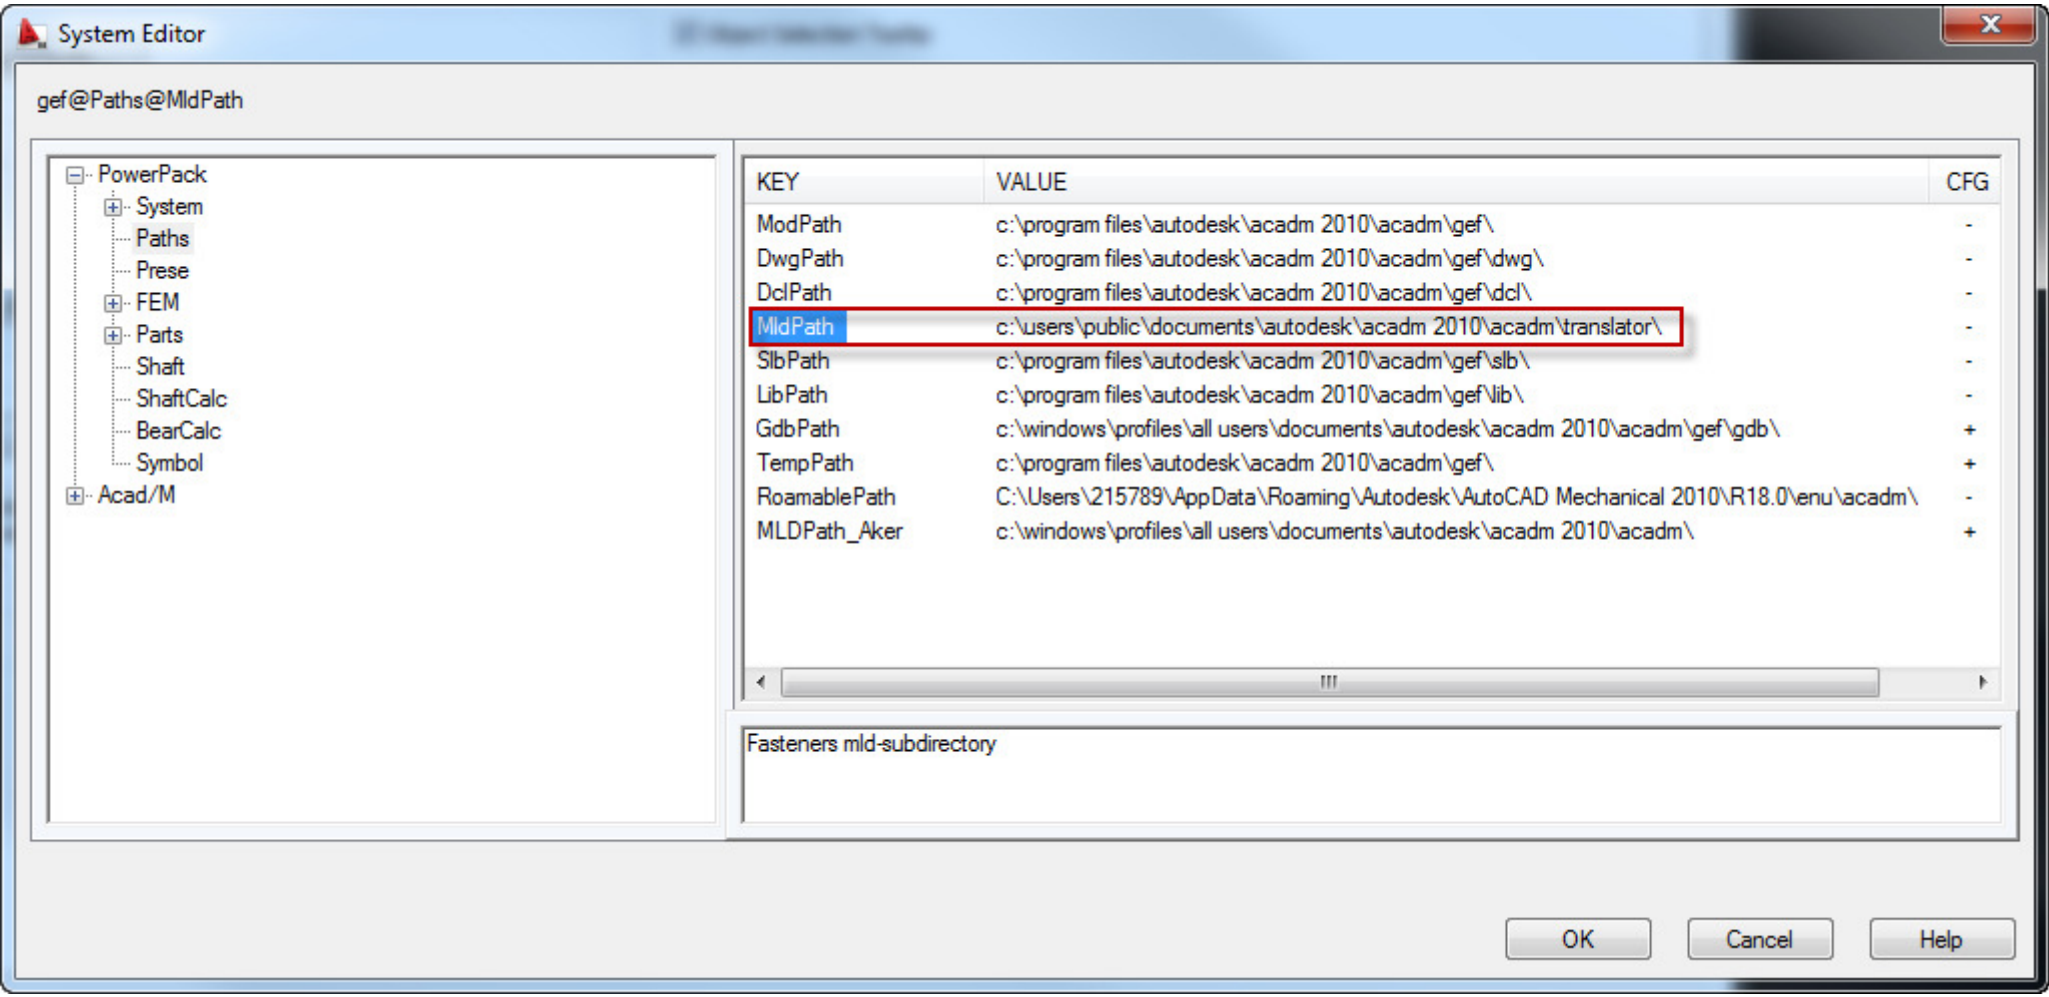 System Editor
gef@Paths@MldPath
PowerPack
System
Paths
Prese
FEM
Parts
Shaft
ShaftCalc
BearCalc
Symbol
Acad/M
KEY VALUE CFG
ModPath c:\program files\autodesk\acadm 2010\acadm\gef\ -
DwgPath c:\program files\autodesk\acadm 2010\acadm\gef\dwg\ -
DclPath c:\program files\autodesk\acadm 2010\acadm\gef\dcl\ -
MldPath c:\users\public\documents\autodesk\acadm 2010\acadm\translator\ -
SlbPath c:\program files\autodesk\acadm 2010\acadm\gef\slb\ -
LibPath c:\program files\autodesk\acadm 2010\acadm\gef\lib\ -
GdbPath c:\windows\profiles\all users\documents\autodesk\acadm 2010\acadm\gef\gdb\ +
TempPath c:\program files\autodesk\acadm 2010\acadm\gef\ +
RoamablePath C:\Users\215789\AppData\Roaming\Autodesk\AutoCAD Mechanical 2010\R18.0\enu\acadm\ -
MLDPath_Aker c:\windows\profiles\all users\documents\autodesk\acadm 2010\acadm\ +
Fasteners mld-subdirectory
OK Cancel Help